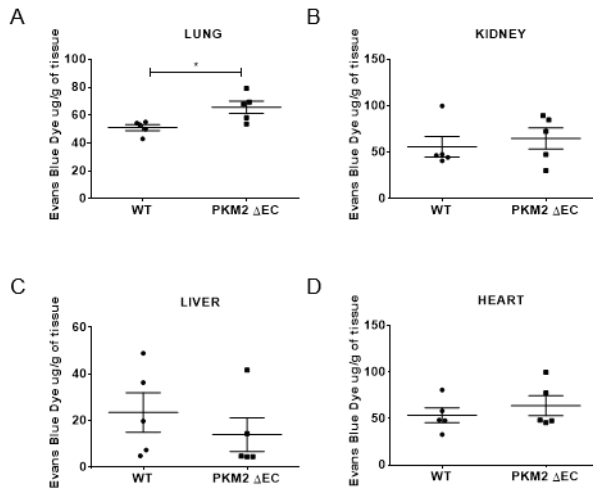 A
LUNG
*
Evans Blue Dye ug/g of tissue
100
80
60
40
20
0
WT
PKM2 ΔEC
B
KIDNEY
Evans Blue Dye ug/g of tissue
150
100
50
0
WT
PKM2 ΔEC
C
LIVER
Evans Blue Dye ug/g of tissue
60
40
20
0
WT
PKM2 ΔEC
D
HEART
Evans Blue Dye ug/g of tissue
150
100
50
0
WT
PKM2 ΔEC